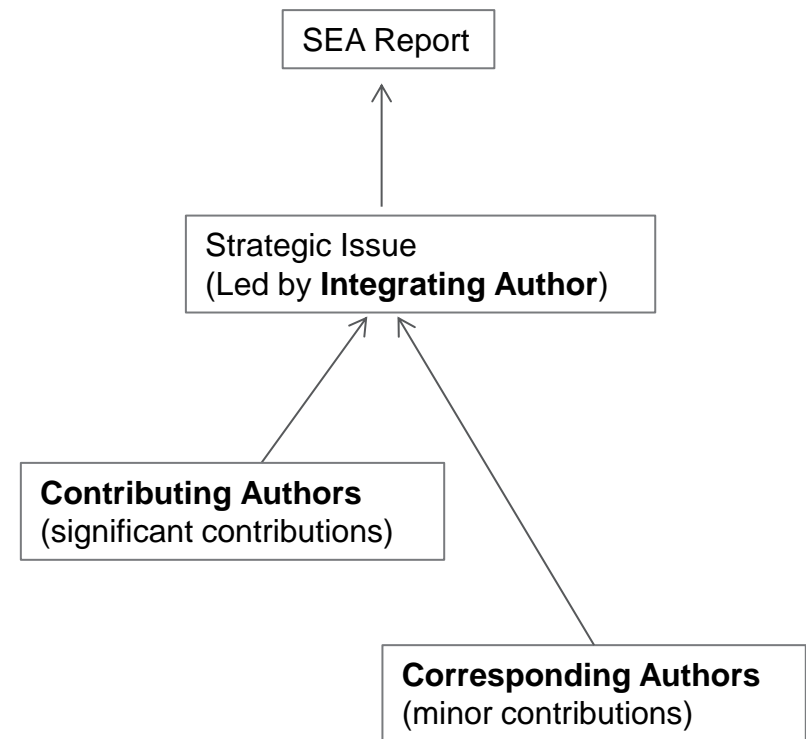 SEA Report
Strategic Issue
(Led by Integrating Author)
Contributing Authors
(significant contributions)
Corresponding Authors
(minor contributions)